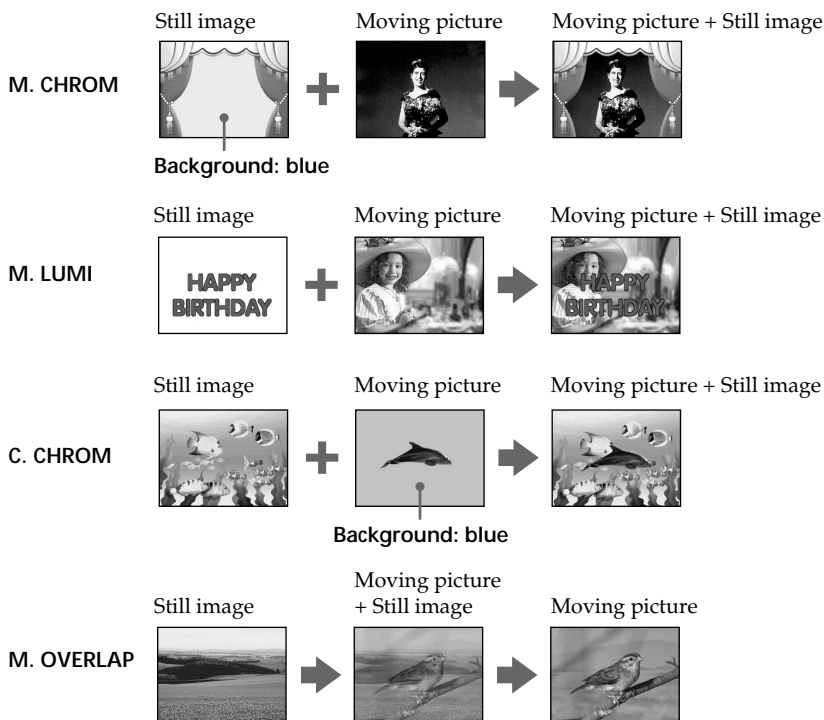 Still image
Moving picture
Moving picture + Still image
M. CHROM
Background: blue
Still image
Moving picture
Moving picture + Still image
M. LUMI
HAPPY
BIRTHDAY
HAPPY
BIRTHDAY
Still image
Moving picture
Moving picture + Still image
C. CHROM
Background: blue
Still image
Moving picture
+ Still image
Moving picture
M. OVERLAP